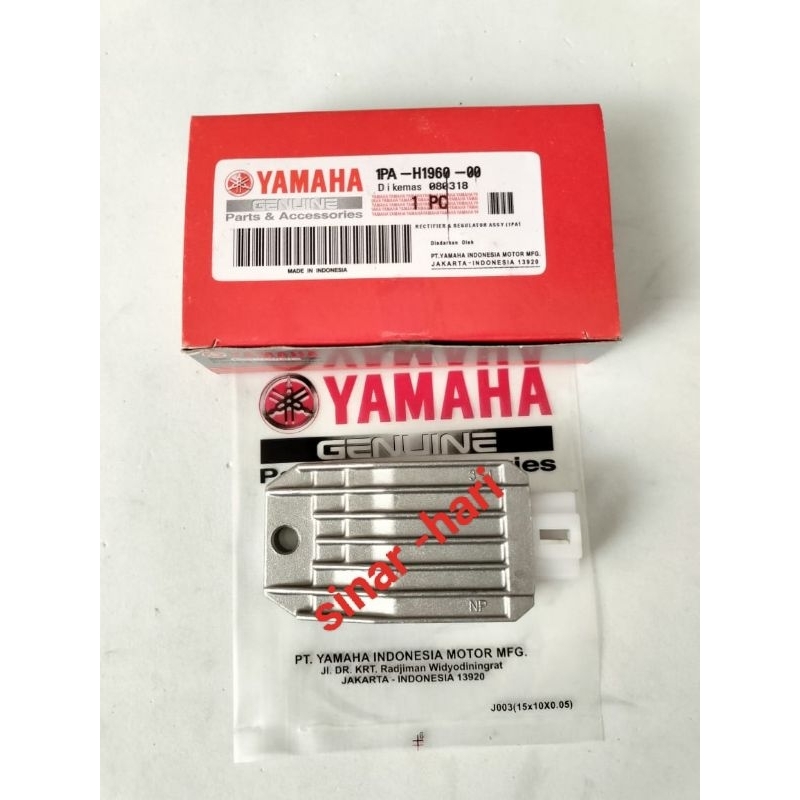 YAMAHA
GENUINE
Parts & Accessories
MADE IN INDONESIA
1PA-H1960-00
Dikemas 080318
1 PC
RECTIFIER & REGULATOR ASSY (1PA)
Diedarkan Oleh
PT.YAMAHA INDONESIA MOTOR MFG.
JAKARTA-INDONESIA 13920
YAMAHA
YAMAHA
GENUINE
NP
sinar-hari
PT. YAMAHA INDONESIA MOTOR MFG.
Jl. DR. KRT. Radjiman Widyodiningrat
JAKARTA - INDONESIA 13920
J003(15x10X0.05)